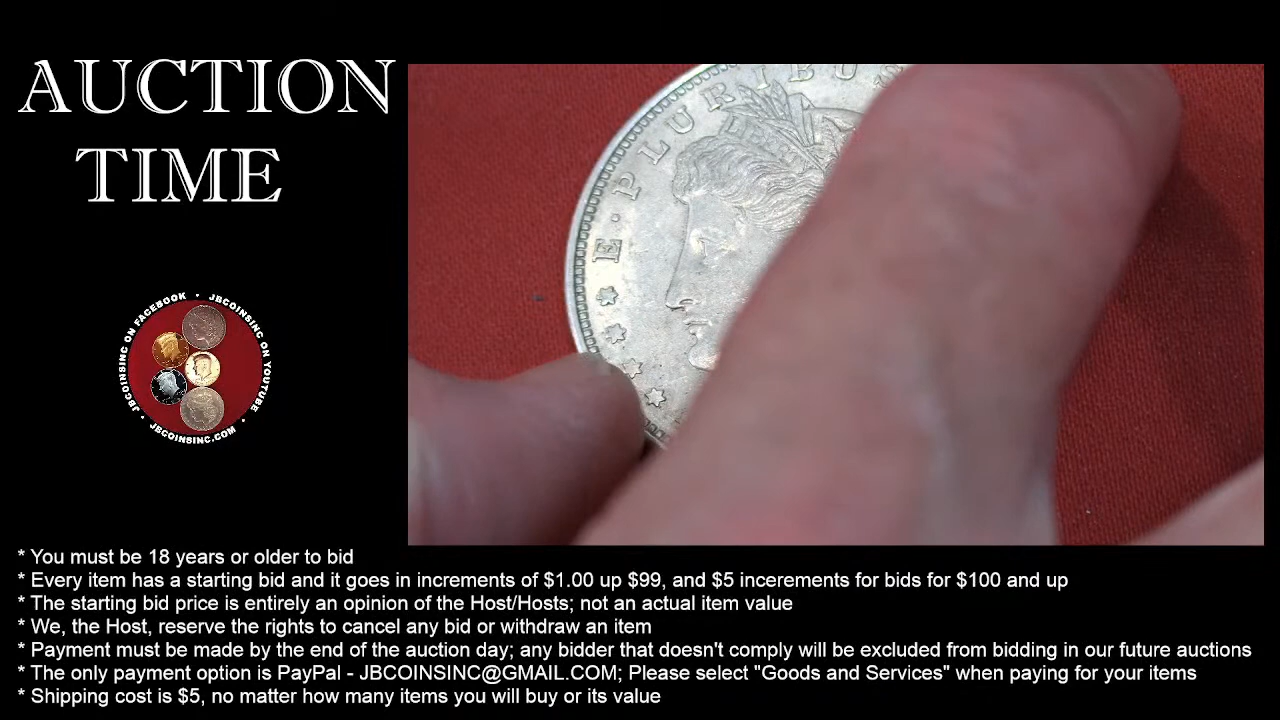 AUCTION
TIME
E · PLURIBU
JBCOINSINC ON FACEBOOK • JBCOINSINC ON YOUTUBE • JBCOINSINC.COM •
* You must be 18 years or older to bid
* Every item has a starting bid and it goes in increments of $1.00 up $99, and $5 incerements for bids for $100 and up
* The starting bid price is entirely an opinion of the Host/Hosts; not an actual item value
* We, the Host, reserve the rights to cancel any bid or withdraw an item
* Payment must be made by the end of the auction day; any bidder that doesn't comply will be excluded from bidding in our future auctions
* The only payment option is PayPal - JBCOINSINC@GMAIL.COM; Please select "Goods and Services" when paying for your items
* Shipping cost is $5, no matter how many items you will buy or its value